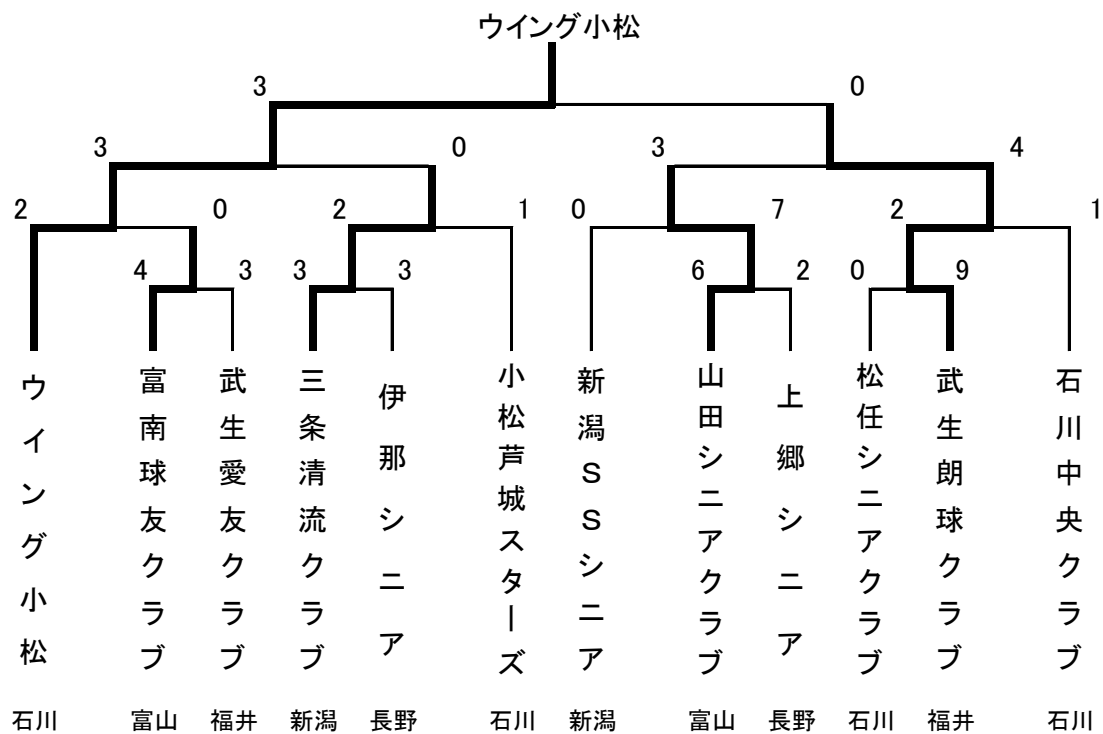 ウイング小松
3 0
3 0 3 4
2 0 2 1 0 7 2 1
4 3 3 3 6 2 0 9
ウイング小松
富南球友クラブ
武生愛友クラブ
三条清流クラブ
伊那シニア
小松芦城スターズ
新潟SSシニア
山田シニアクラブ
上郷シニア
松任シニアクラブ
武生朗球クラブ
石川中央クラブ
石川 富山 福井 新潟 長野 石川 新潟 富山 長野 石川 福井 石川